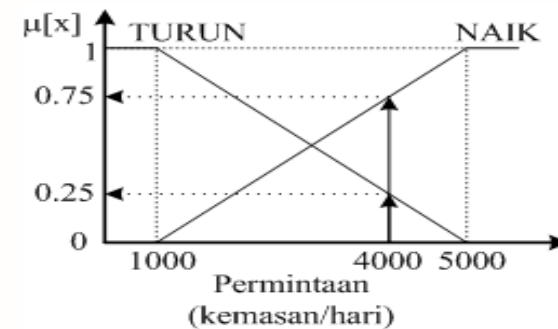 μ[x]
TURUN
NAIK
1
0.75
0.25
0
1000
4000 5000
Permintaan
(kemasan/hari)